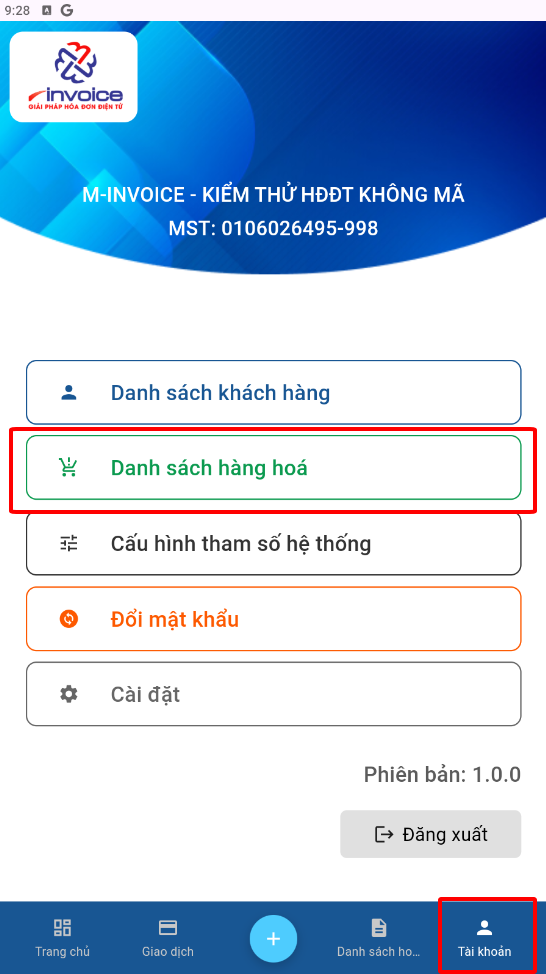 9:28
invoice
GIẢI PHÁP HÓA ĐƠN ĐIỆN TỬ
M-INVOICE - KIỂM THỬ HĐĐT KHÔNG MÃ
MST: 0106026495-998
Danh sách khách hàng
Danh sách hàng hoá
Cấu hình tham số hệ thống
Đổi mật khẩu
Cài đặt
Phiên bản: 1.0.0
Đăng xuất
Trang chủ
Giao dịch
Danh sách ho...
Tài khoản